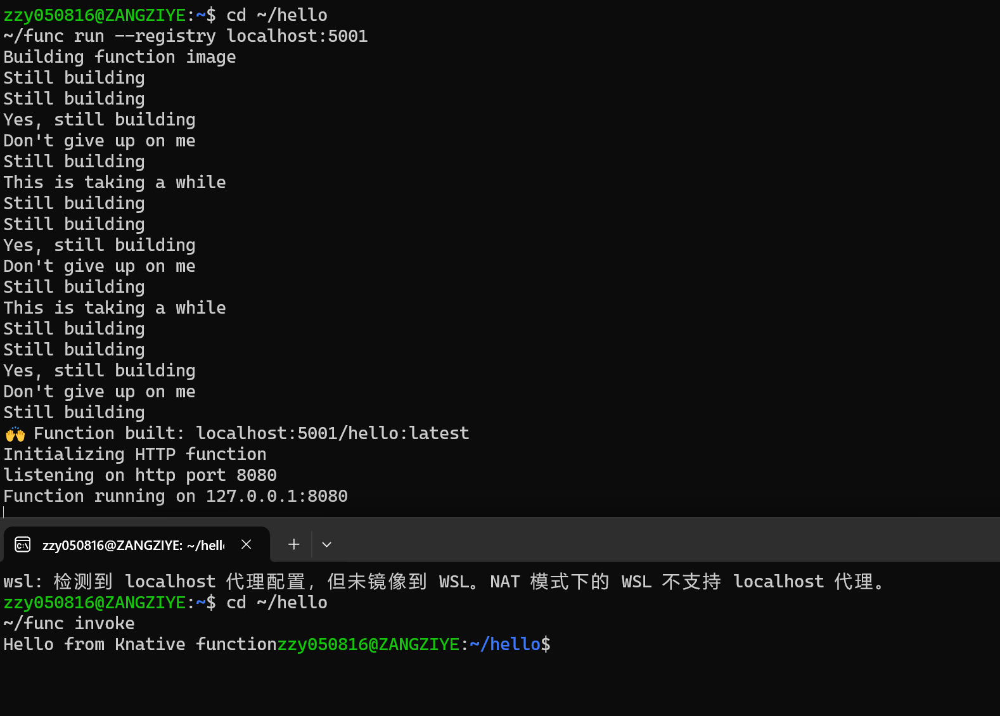 zzy050816@ZANGZIYE:~$ cd ~/hello
~/func run --registry localhost:5001
Building function image
Still building
Still building
Yes, still building
Don't give up on me
Still building
This is taking a while
Still building
Still building
Yes, still building
Don't give up on me
Still building
This is taking a while
Still building
Still building
Yes, still building
Don't give up on me
Still building
🙌 Function built: localhost:5001/hello:latest
Initializing HTTP function
listening on http port 8080
Function running on 127.0.0.1:8080
zzy050816@ZANGZIYE: ~/hell
wsl: 检测到 localhost 代理配置，但未镜像到 WSL。NAT 模式下的 WSL 不支持 localhost 代理。
zzy050816@ZANGZIYE:~$ cd ~/hello
~/func invoke
Hello from Knative functionzzy050816@ZANGZIYE:~/hello$